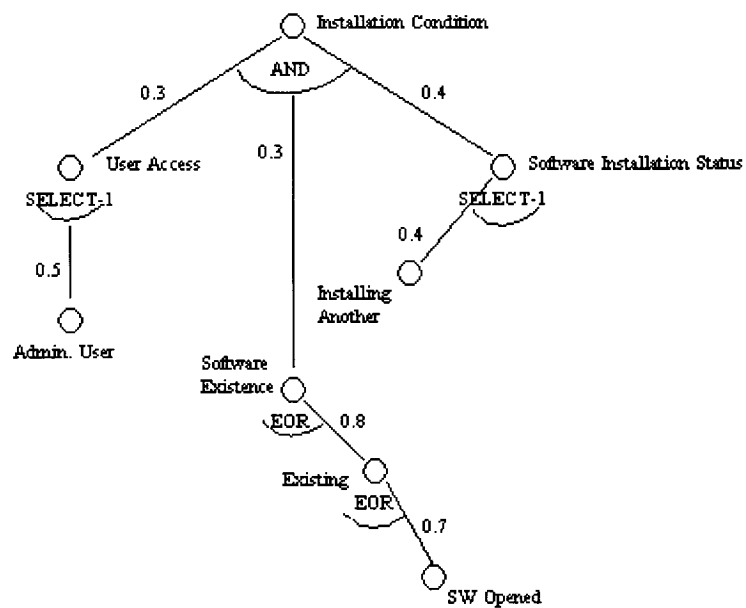 Installation Condition
AND
0.3
0.4
0.3
User Access
Software Installation Status
SELECT-1
SELECT-1
0.4
0.5
Installing
Another
Admin. User
Software
Existence
EOR
0.8
Existing
EOR
0.7
SW Opened